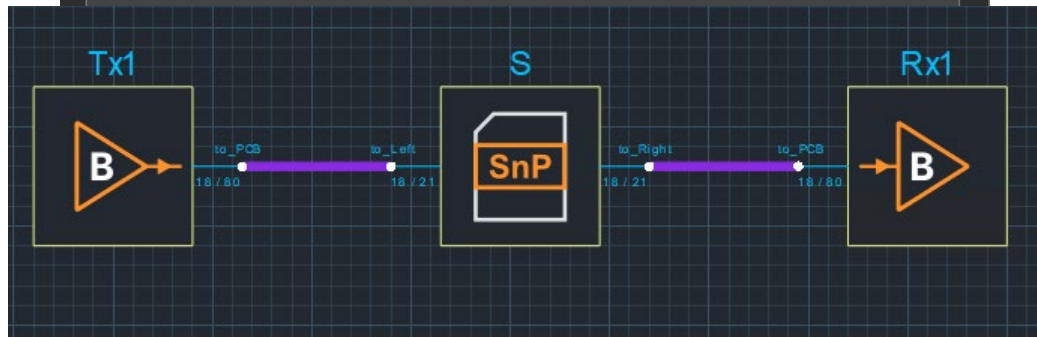 Tx1
S
Rx1
B
to_PCB
to_Left
SnP
to_Right
to_PCB
B
18 / 80
18 / 21
18 / 21
18 / 80